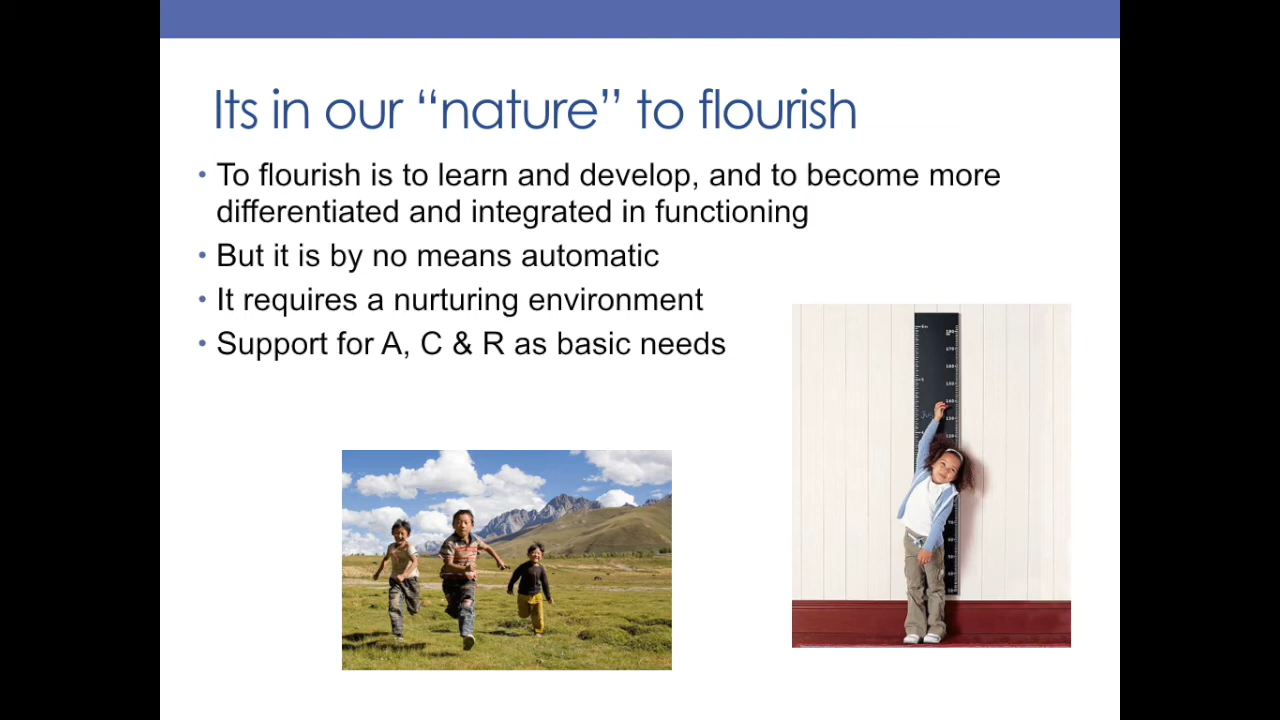 Its in our “nature” to flourish
• To flourish is to learn and develop, and to become more
differentiated and integrated in functioning
• But it is by no means automatic
• It requires a nurturing environment
• Support for A, C & R as basic needs